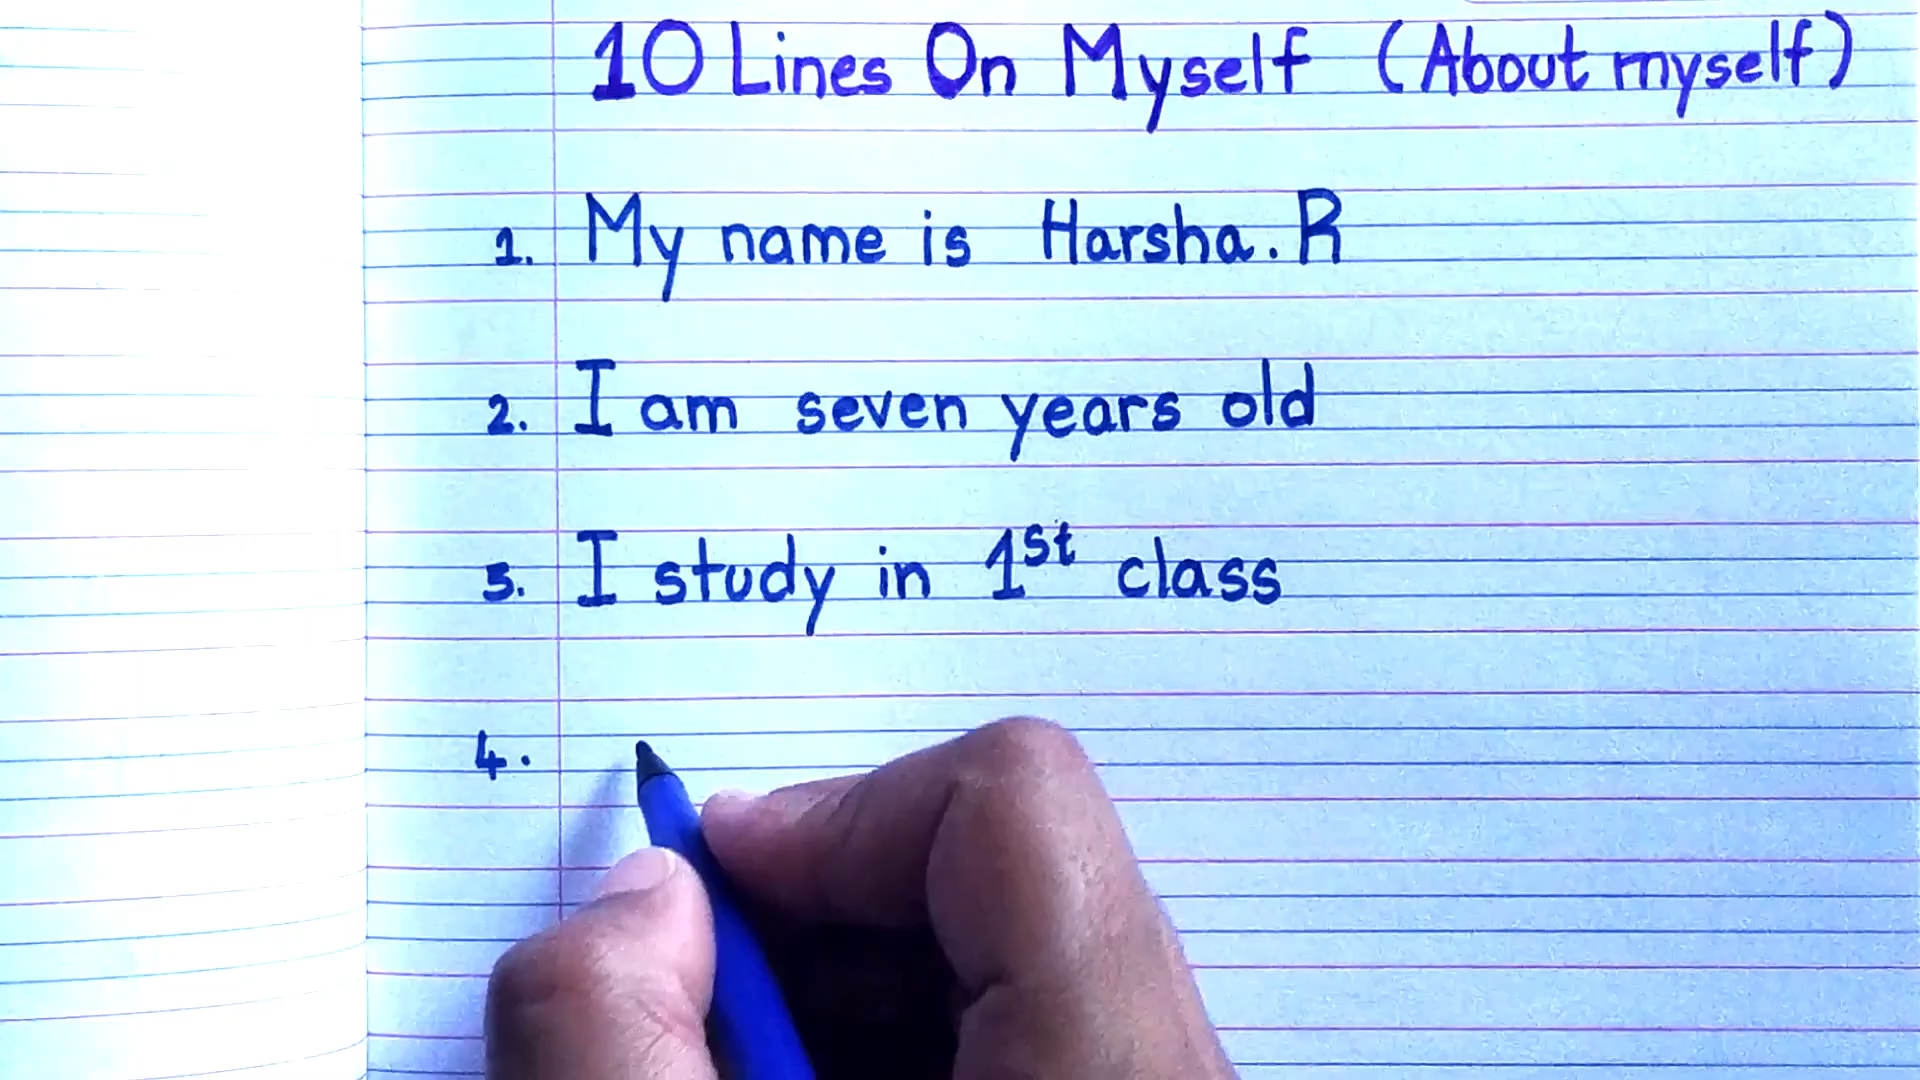 10 Lines On Myself (About myself)
1. My name is Harsha.R
2. I am seven years old
3. I study in 1st class
4.